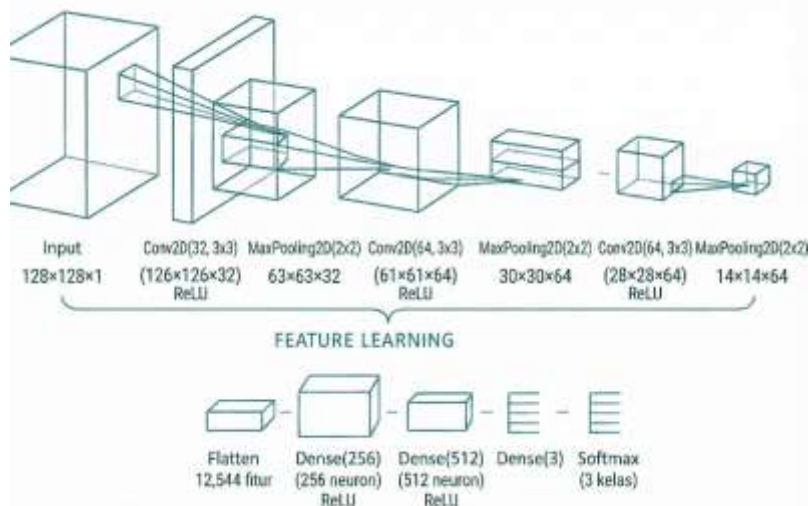 Input Conv2D(32, 3x3) MaxPooling2D(2x2) Conv2D(64, 3x3) MaxPooling2D(2x2) Conv2D(64, 3x3) MaxPooling2D(2x2)
128×128×1 (126×126×32) 63×63×32 (61×61×64) 30×30×64 (28×28×64) 14×14×64
ReLU ReLU ReLU
FEATURE LEARNING
Flatten Dense(256) Dense(512) Dense(3) Softmax
12,544 fitur (256 neuron) (512 neuron) (3 kelas)
ReLU ReLU